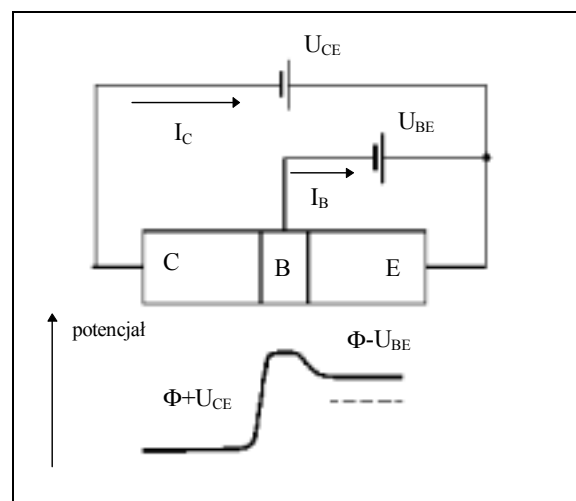 U_CE
I_C
U_BE
I_B
C B E
potencjał
Φ-U_BE
Φ+U_CE